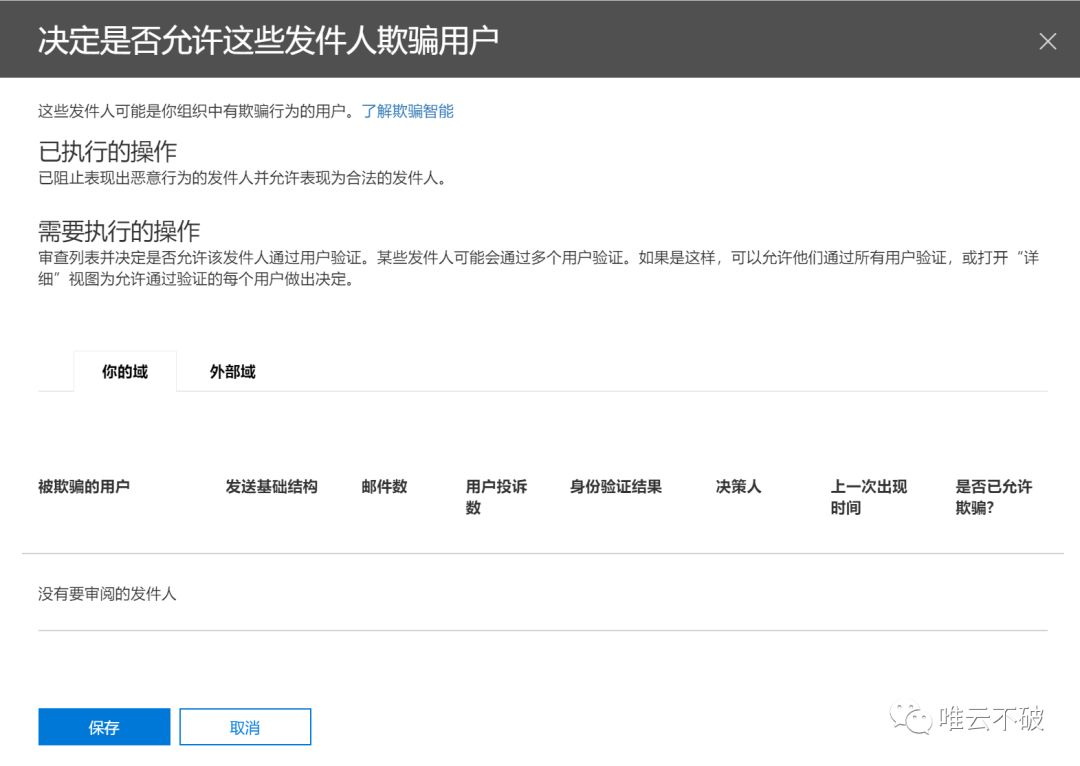 决定是否允许这些发件人欺骗用户
这些发件人可能是你组织中有欺骗行为的用户。了解欺骗智能
已执行的操作
已阻止表现出恶意行为的发件人并允许表现为合法的发件人。
需要执行的操作
审查列表并决定是否允许该发件人通过用户验证。某些发件人可能会通过多个用户验证。如果是这样，可以允许他们通过所有用户验证，或打开“详
细”视图为允许通过验证的每个用户做出决定。
你的域 外部域
被欺骗的用户 发送基础结构 邮件数 用户投诉 身份验证结果 决策人 上一次出现 是否已允许
数 时间 欺骗?
没有要审阅的发件人
保存 取消
唯云不破